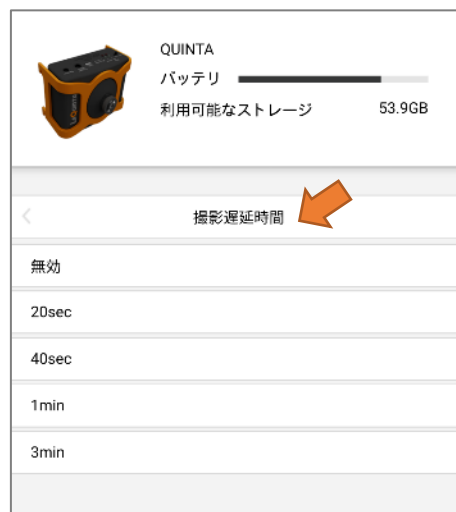 QUINTA
バッテリ
利用可能なストレージ 53.9GB
撮影遅延時間
無効
20sec
40sec
1min
3min